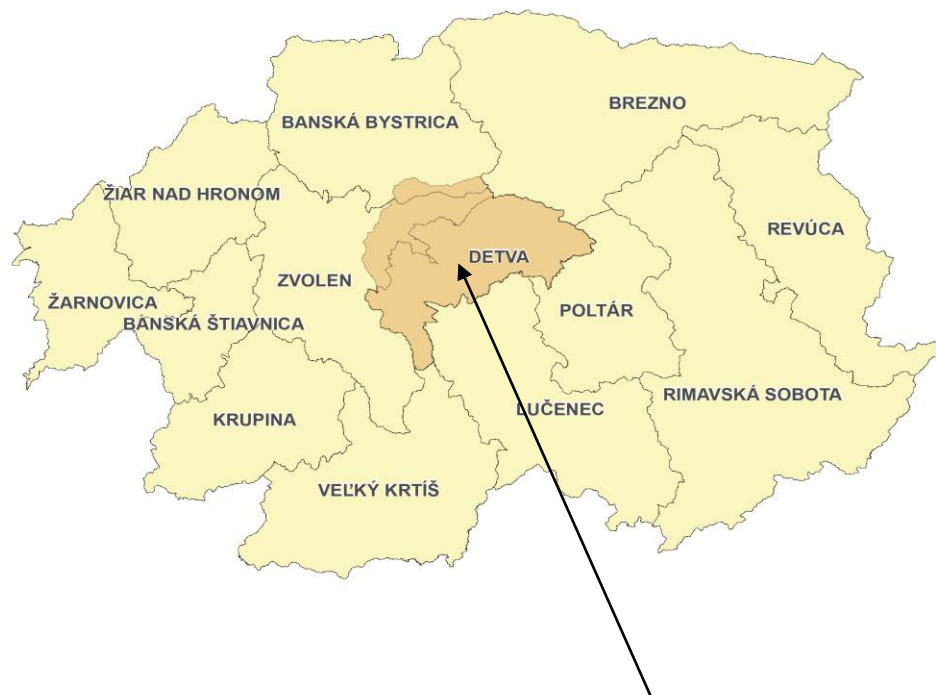 BREZNO
BANSKÁ BYSTRICA
ŽIAR NAD HRONOM
REVÚCA
DETVA
ZVOLEN
ŽARNOVICA
POLTÁR
BANSKÁ ŠTIAVNICA
RIMAVSKÁ SOBOTA
LUČENEC
KRUPINA
VEĽKÝ KRTÍŠ